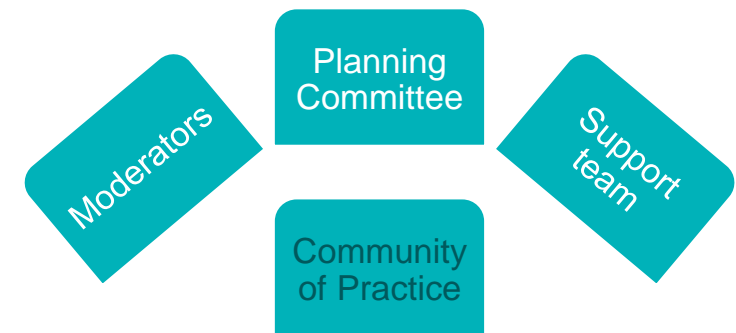 Planning
Committee
Moderators
Support
team
Community
of Practice